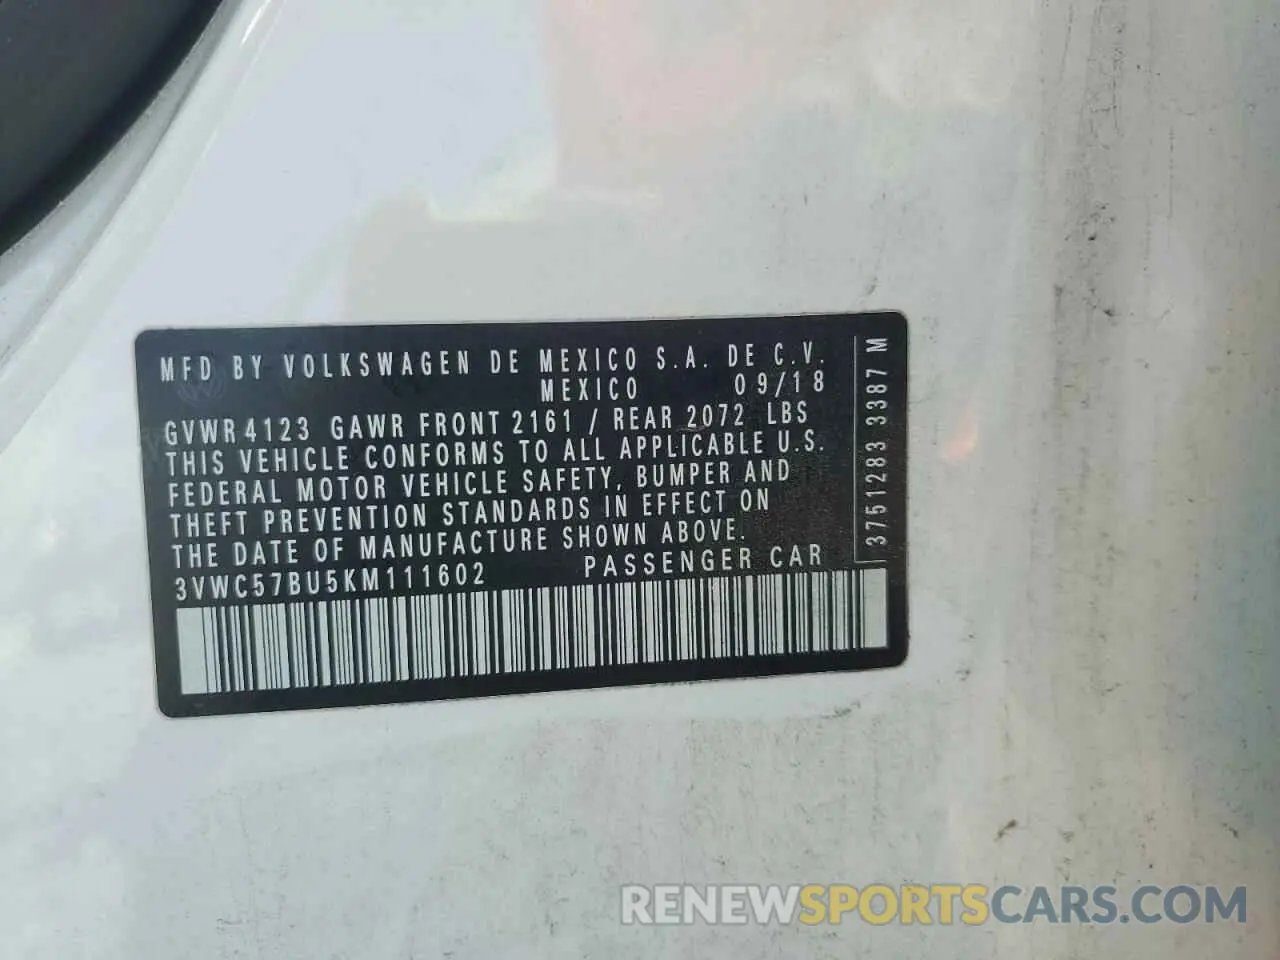 MFD BY VOLKSWAGEN DE MEXICO S.A. DE C.V.
MEXICO 09/18
GVWR 4123 GAWR FRONT 2161 / REAR 2072 LBS
THIS VEHICLE CONFORMS TO ALL APPLICABLE U.S.
FEDERAL MOTOR VEHICLE SAFETY, BUMPER AND
THEFT PREVENTION STANDARDS IN EFFECT ON
THE DATE OF MANUFACTURE SHOWN ABOVE.
3VWC57BU5KM111602 PASSENGER CAR
3751283 3387 M
RENEWSPORTSCARS.COM